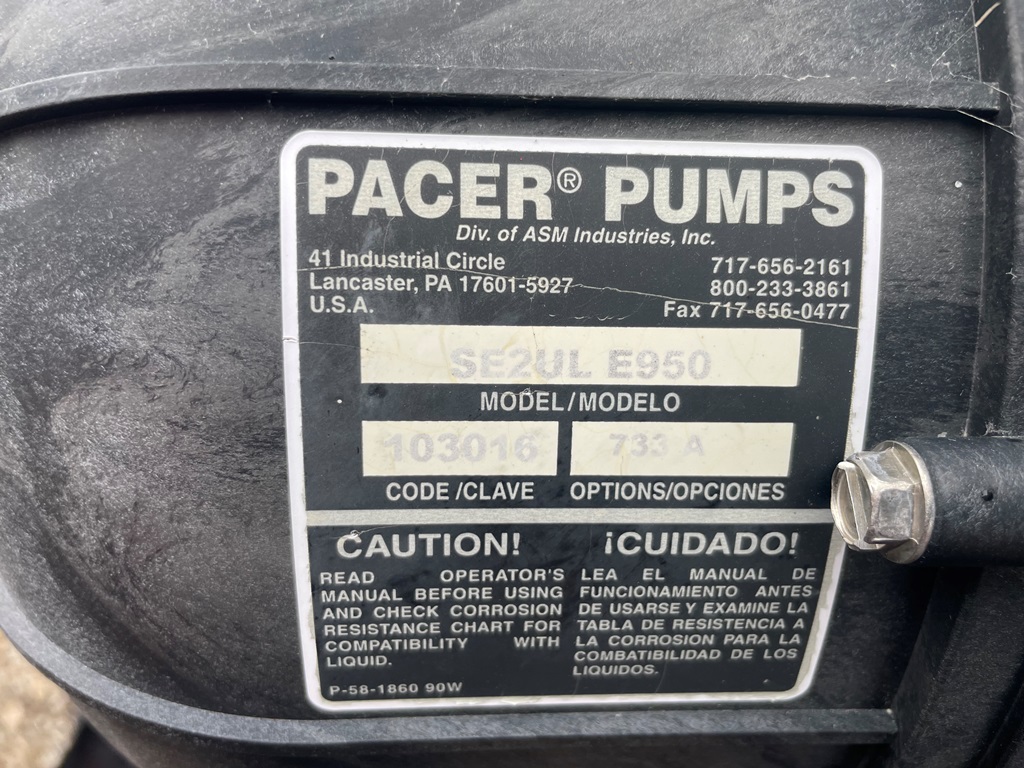 PACER® PUMPS
Div. of ASM Industries, Inc.
41 Industrial Circle 717-656-2161
Lancaster, PA 17601-5927 800-233-3861
U.S.A. Fax 717-656-0477
SE2UL E950
MODEL/MODELO
103016 733 A
CODE /CLAVE OPTIONS/OPCIONES
CAUTION!
READ OPERATOR'S
MANUAL BEFORE USING
AND CHECK CORROSION
RESISTANCE CHART FOR
COMPATIBILITY WITH
LIQUID.
¡CUIDADO!
LEA EL MANUAL DE
FUNCIONAMIENTO ANTES
DE USARSE Y EXAMINE LA
TABLA DE RESISTENCIA A
LA CORROSION PARA LA
COMBATIBILIDAD DE LOS
LIQUIDOS.
P-58-1860 90W